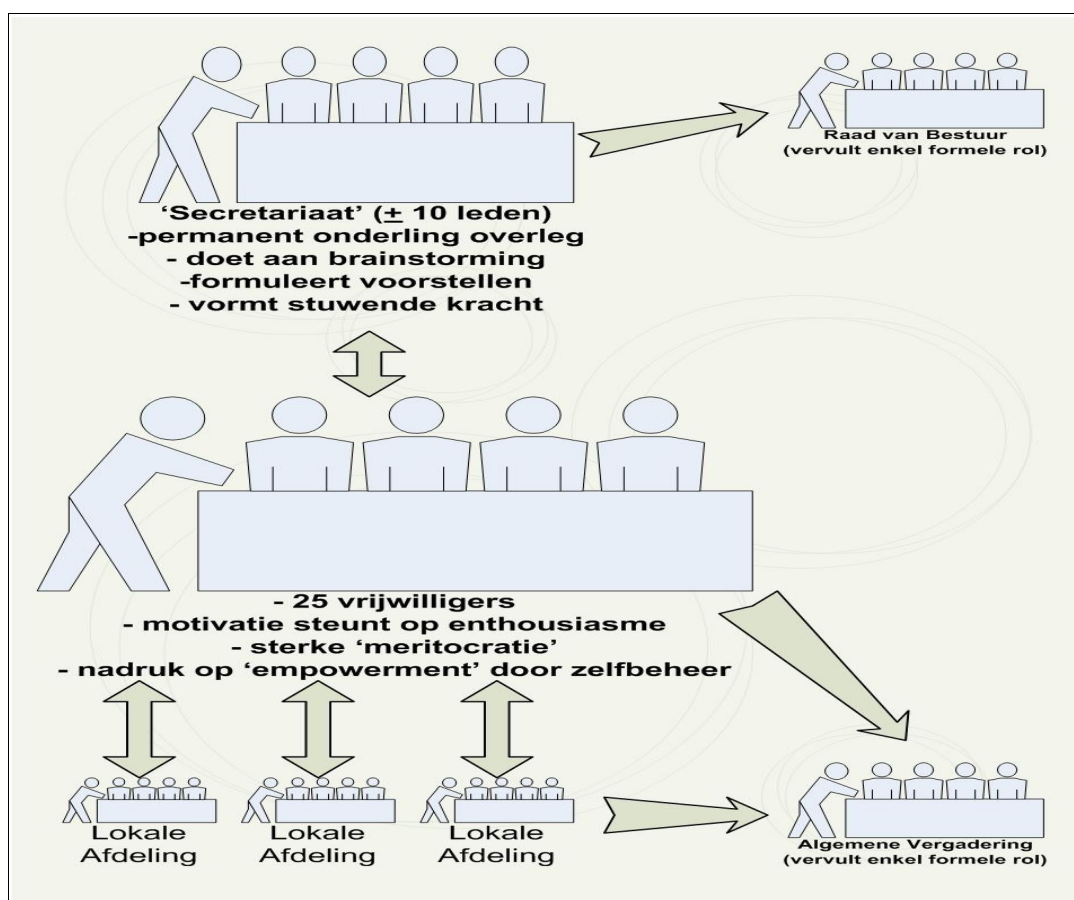 Raad van Bestuur
(vervult enkel formele rol)
‘Secretariaat’ (± 10 leden)
-permanent onderling overleg
- doet aan brainstorming
-formuleert voorstellen
- vormt stuwende kracht
- 25 vrijwilligers
- motivatie steunt op enthousiasme
- sterke ‘meritocratie’
- nadruk op ‘empowerment’ door zelfbeheer
Lokale
Afdeling
Lokale
Afdeling
Lokale
Afdeling
Algemene Vergadering
(vervult enkel formele rol)